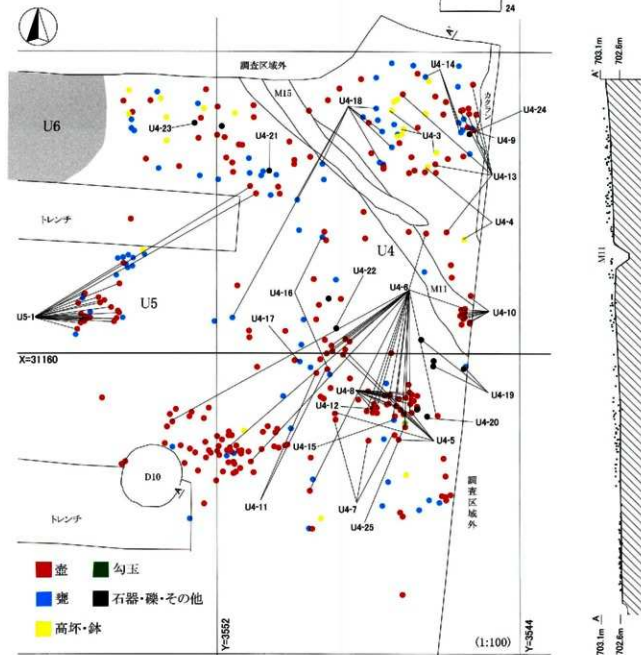 24
調査区域外
M15
カクラン
703.1m
702.6m
A'
U6
U4-18
U4-14
U4-24
U4-23
U4-3
U4-9
U4-21
U4-13
U4-4
トレンチ
U4
M11
U5
U4-22
U4-6
M11
U5-1
U4-16
U4-10
U4-17
X=31160
U4-8
U4-19
U4-12
U4-20
U4-15
U4-5
D10
調査区域外
U4-11
U4-7
トレンチ
U4-25
壺
勾玉
甕
石器・礫・その他
高坏・鉢
Y=3552
(1:100)
Y=3544
A
703.1m
702.6m